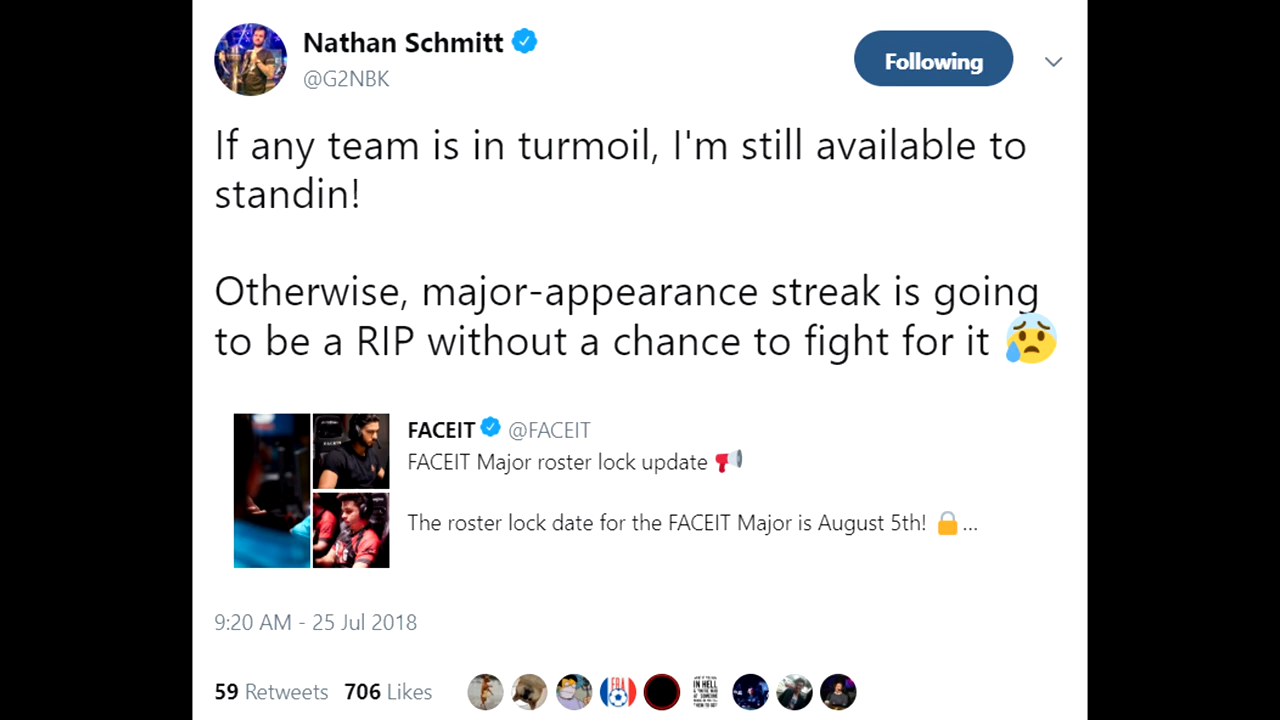 Nathan Schmitt
@G2NBK
Following
If any team is in turmoil, I'm still available to
standin!
Otherwise, major-appearance streak is going
to be a RIP without a chance to fight for it 😰
FACEIT @FACEIT
FACEIT Major roster lock update 📢
The roster lock date for the FACEIT Major is August 5th! 🔒...
9:20 AM - 25 Jul 2018
59 Retweets 706 Likes